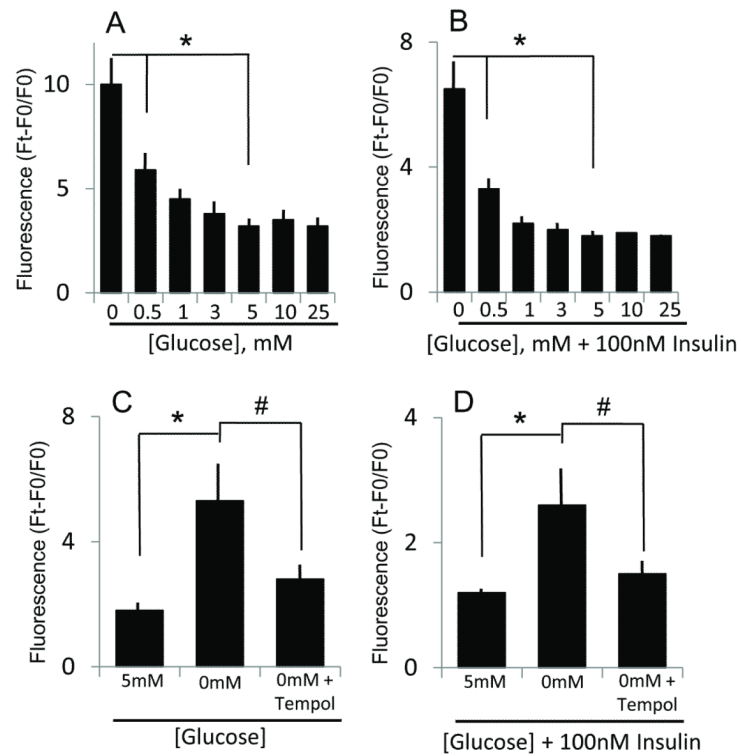 A
*
Fluorescence (Ft-F0/F0)
10
5
0
0 0.5 1 3 5 10 25
[Glucose], mM
B
*
Fluorescence (Ft-F0/F0)
8
4
0
0 0.5 1 3 5 10 25
[Glucose], mM + 100nM Insulin
C
* #
Fluorescence (Ft-F0/F0)
8
4
0
5mM 0mM 0mM +
Tempol
[Glucose]
D
* #
Fluorescence (Ft-F0/F0)
4
2
0
5mM 0mM 0mM +
Tempol
[Glucose] + 100nM Insulin